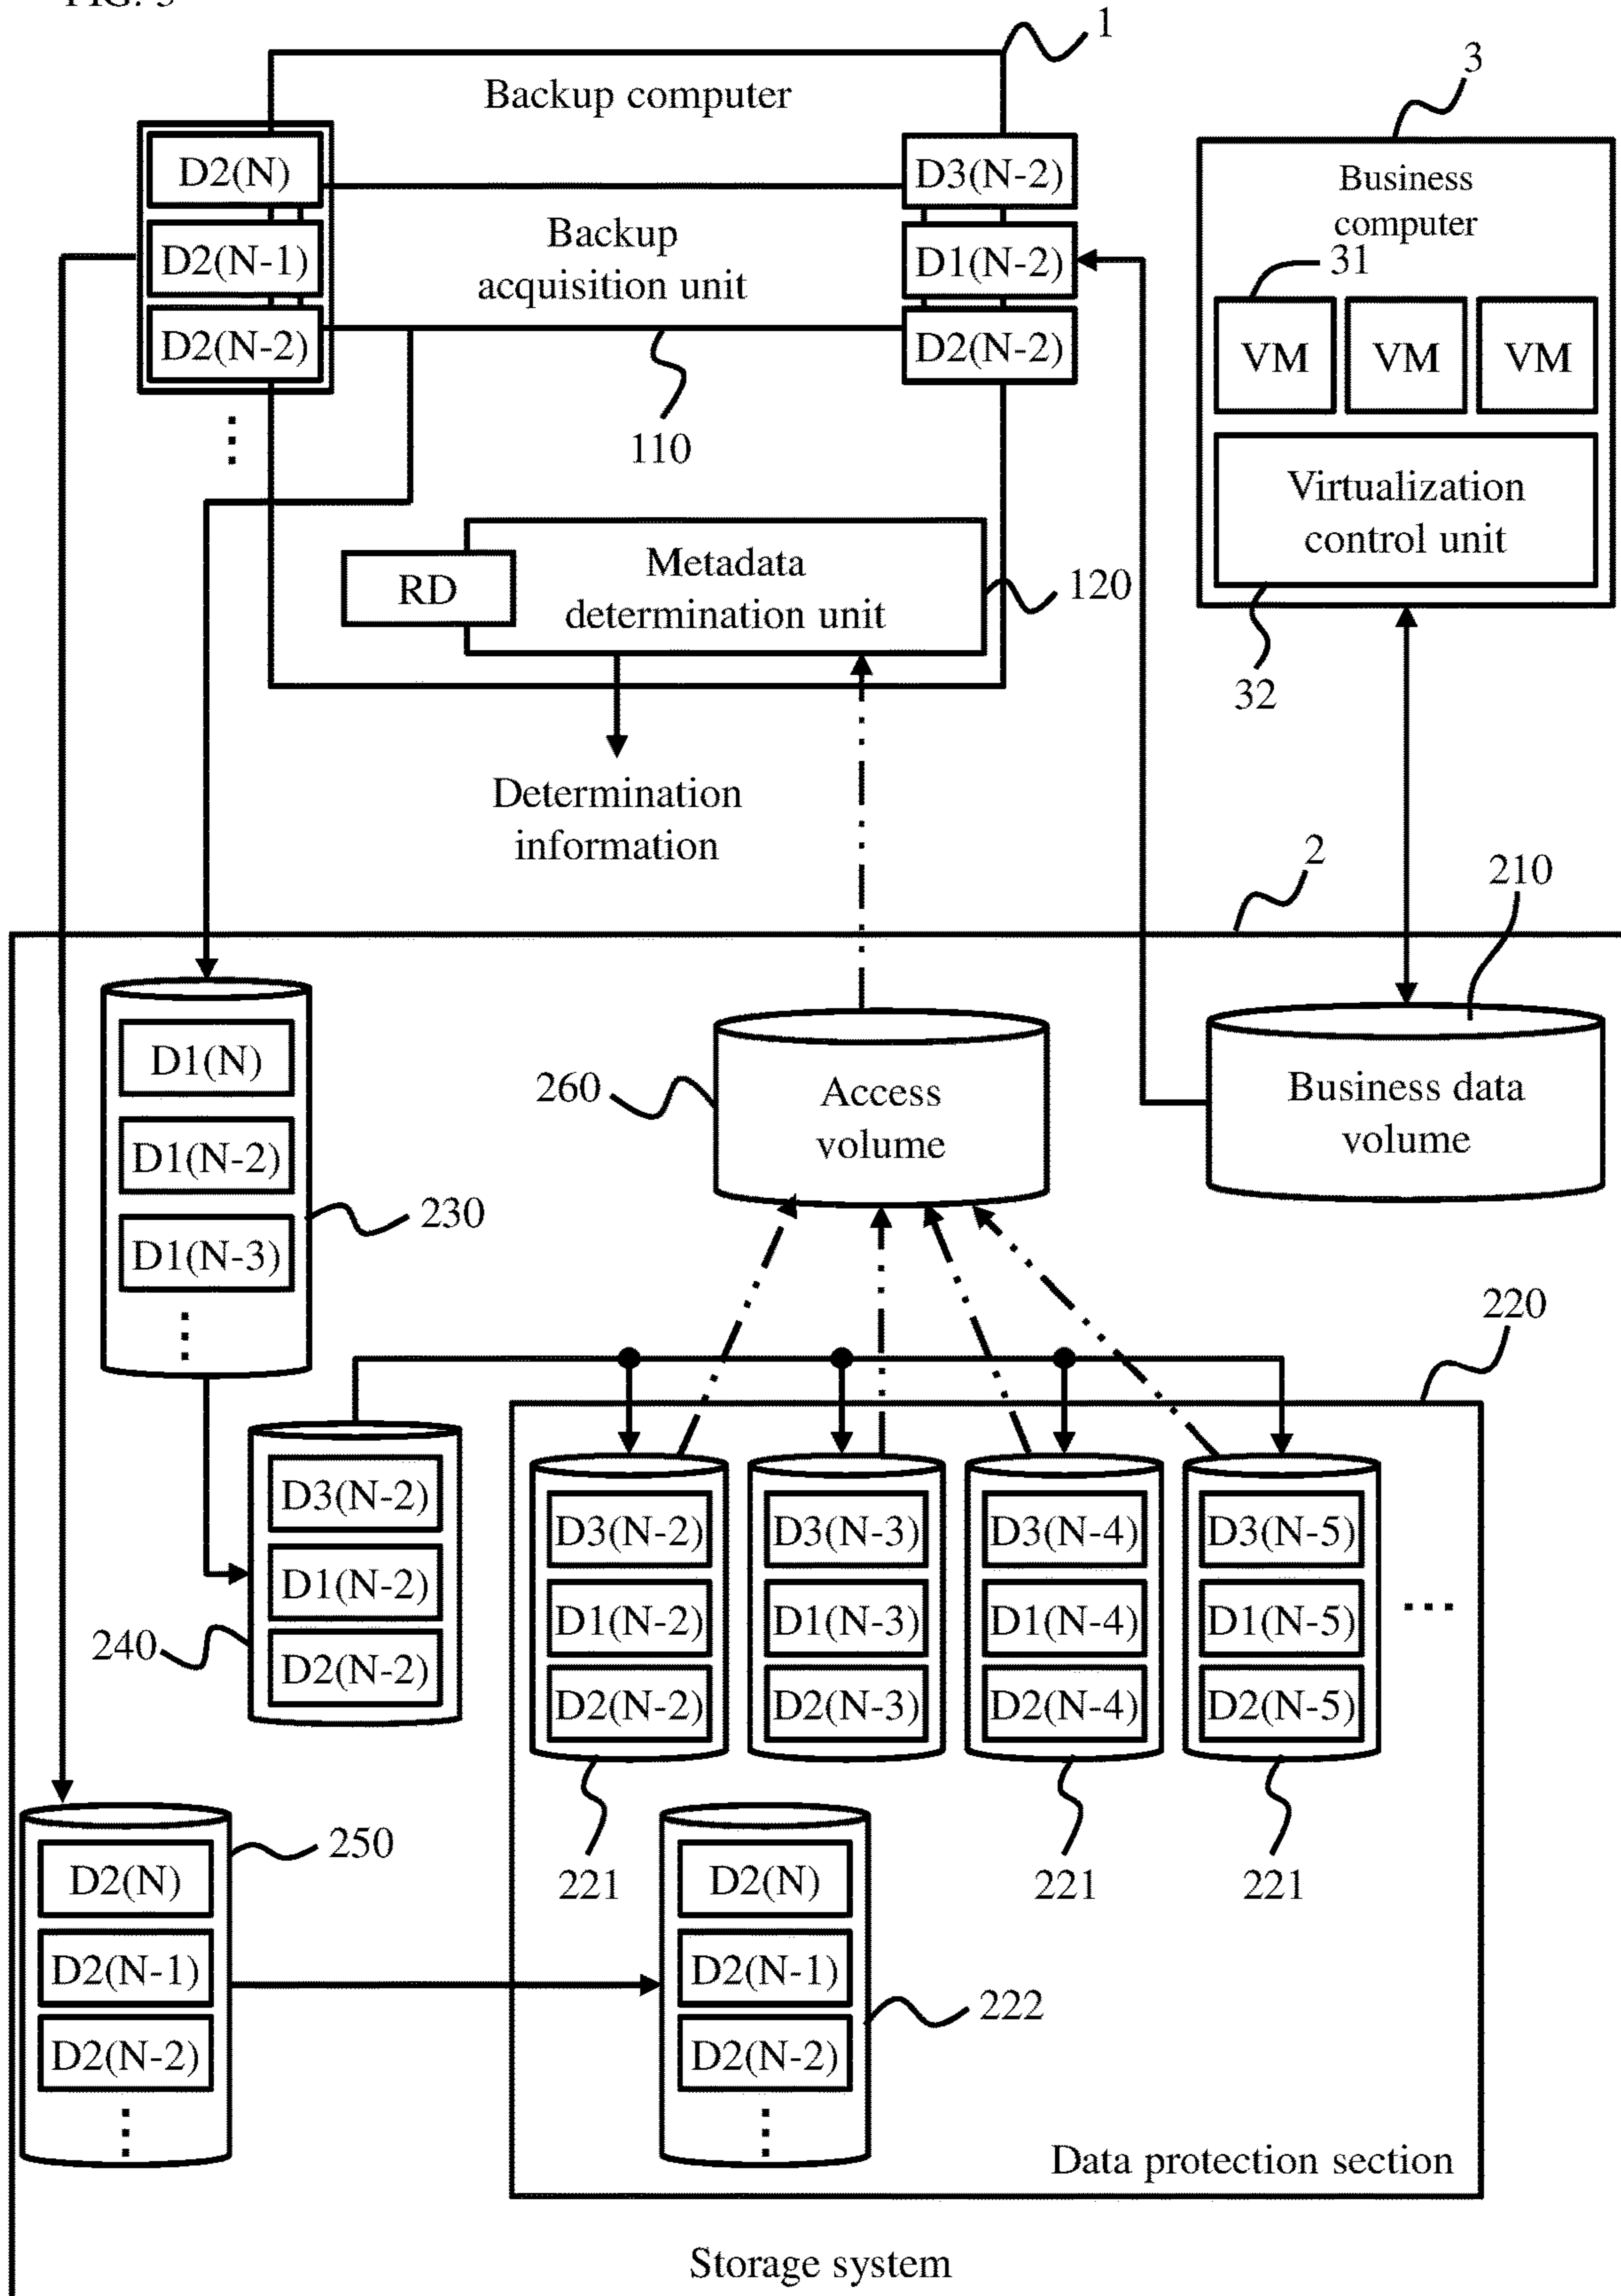 1
Backup computer
3
D2(N)
D3(N-2)
Business
computer
Backup
acquisition unit
D2(N-1)
D1(N-2)
31
D2(N-2)
D2(N-2)
VM
VM
VM
110
Virtualization
control unit
RD
Metadata
determination unit
120
32
Determination
information
2
210
D1(N)
260
Access
volume
Business data
volume
D1(N-2)
230
D1(N-3)
220
D3(N-2)
D1(N-2)
D2(N-2)
240
D3(N-2)
D3(N-3)
D3(N-4)
D3(N-5)
D1(N-2)
D1(N-3)
D1(N-4)
D1(N-5)
...
D2(N-2)
D2(N-3)
D2(N-4)
D2(N-5)
250
221
221
221
D2(N)
D2(N)
D2(N-1)
D2(N-1)
222
D2(N-2)
D2(N-2)
Data protection section
Storage system